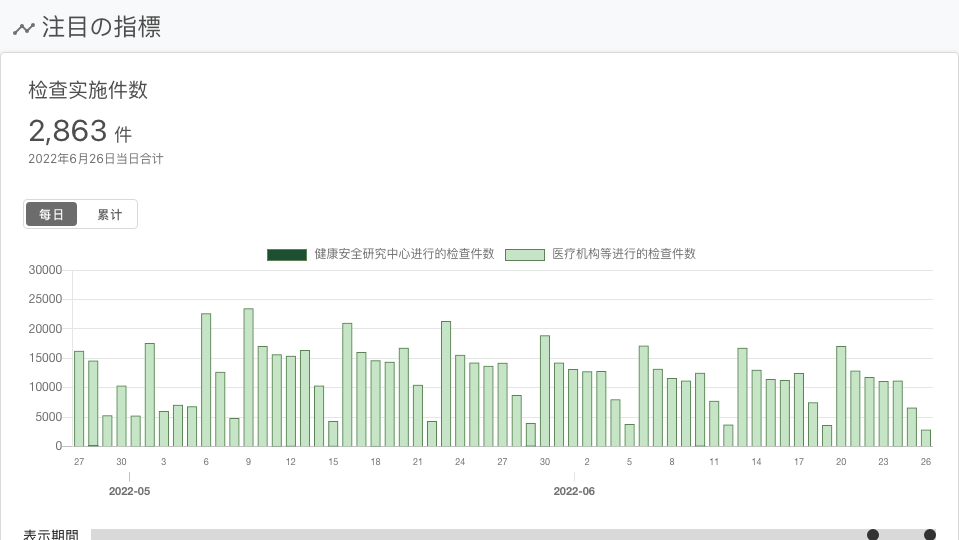 注目の指標
检查实施件数
2,863 件
2022年6月26日当日合计
每日 累计
健康安全研究中心进行的检查件数 医疗机构等进行的检查件数
30000
25000
20000
15000
10000
5000
0
27 30 3 6 9 12 15 18 21 24 27 30 2 5 8 11 14 17 20 23 26
2022-05 2022-06
表示期間